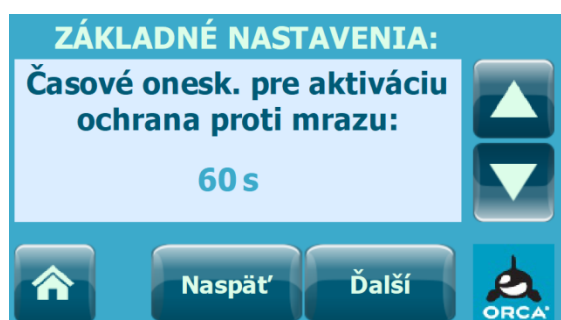 ZÁKLADNÉ NASTAVENIA:
Časové onesk. pre aktiváciu
ochrana proti mrazu:
60 s
Naspäť
Ďalší
ORCA